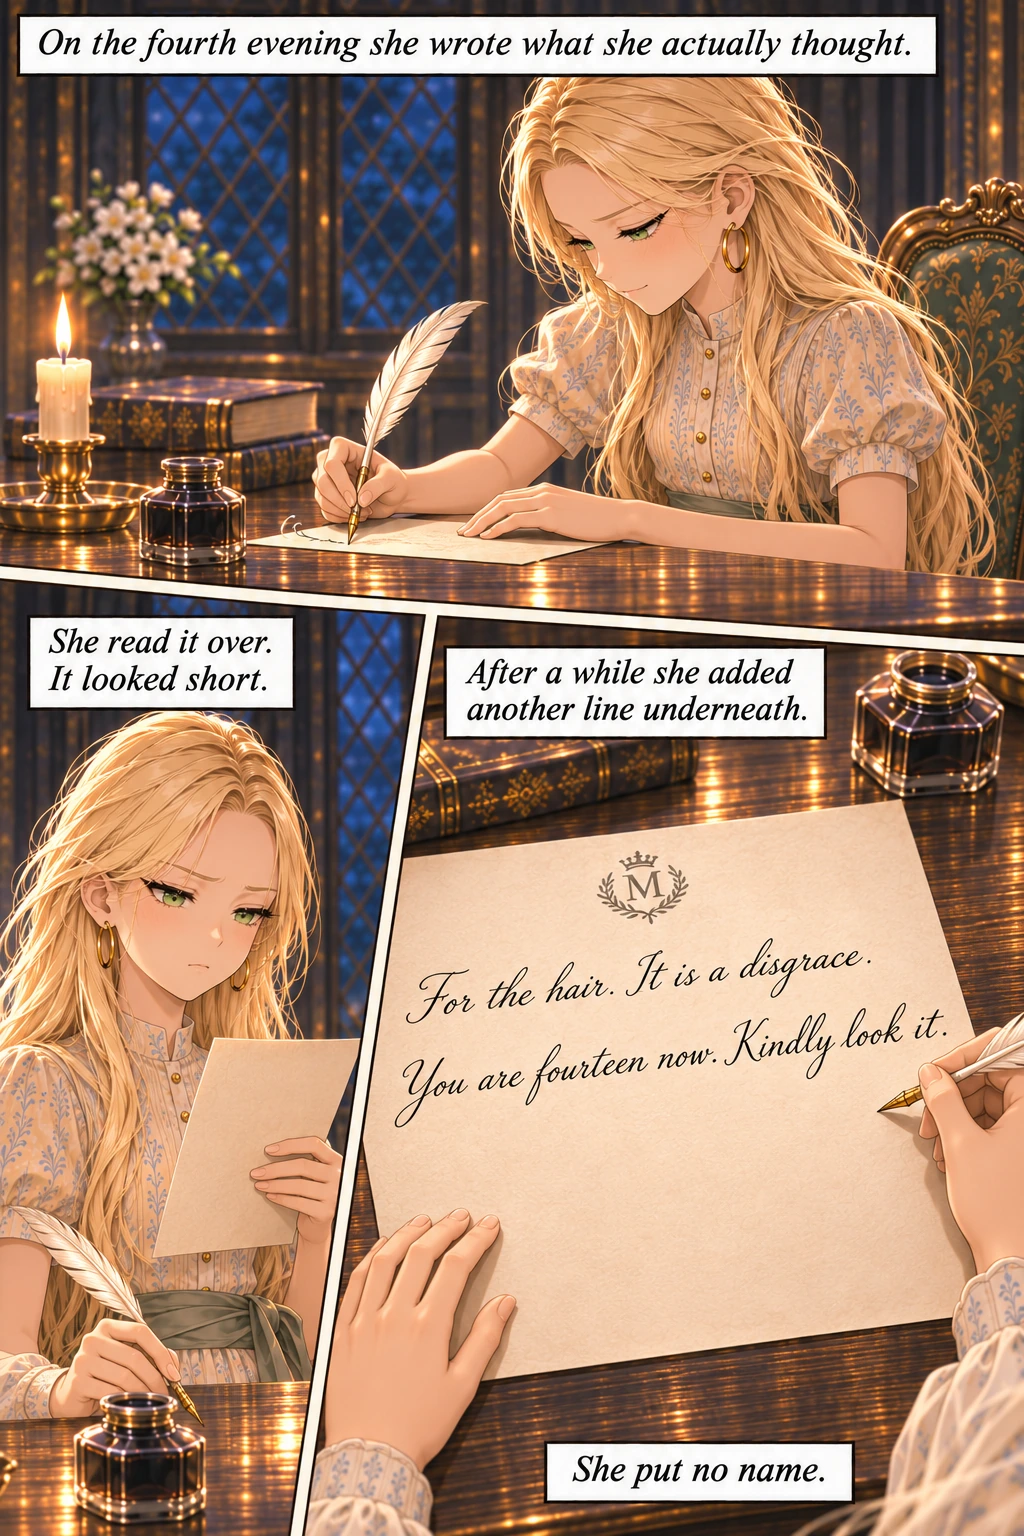 On the fourth evening she wrote what she actually thought.
She read it over.
It looked short.
After a while she added
another line underneath.
M
For the hair. It is a disgrace.
You are fourteen now. Kindly look it.
She put no name.